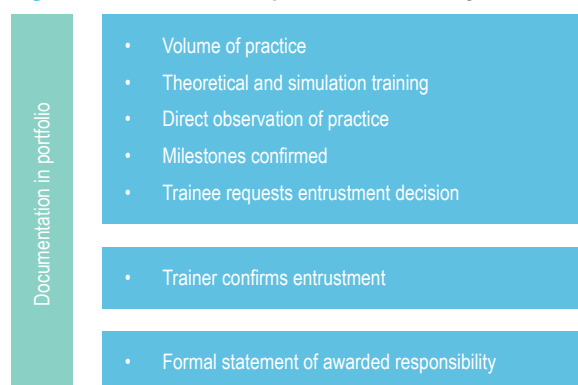 Documentation in portfolio
• Volume of practice
• Theoretical and simulation training
• Direct observation of practice
• Milestones confirmed
• Trainee requests entrustment decision
• Trainer confirms entrustment
• Formal statement of awarded responsibility